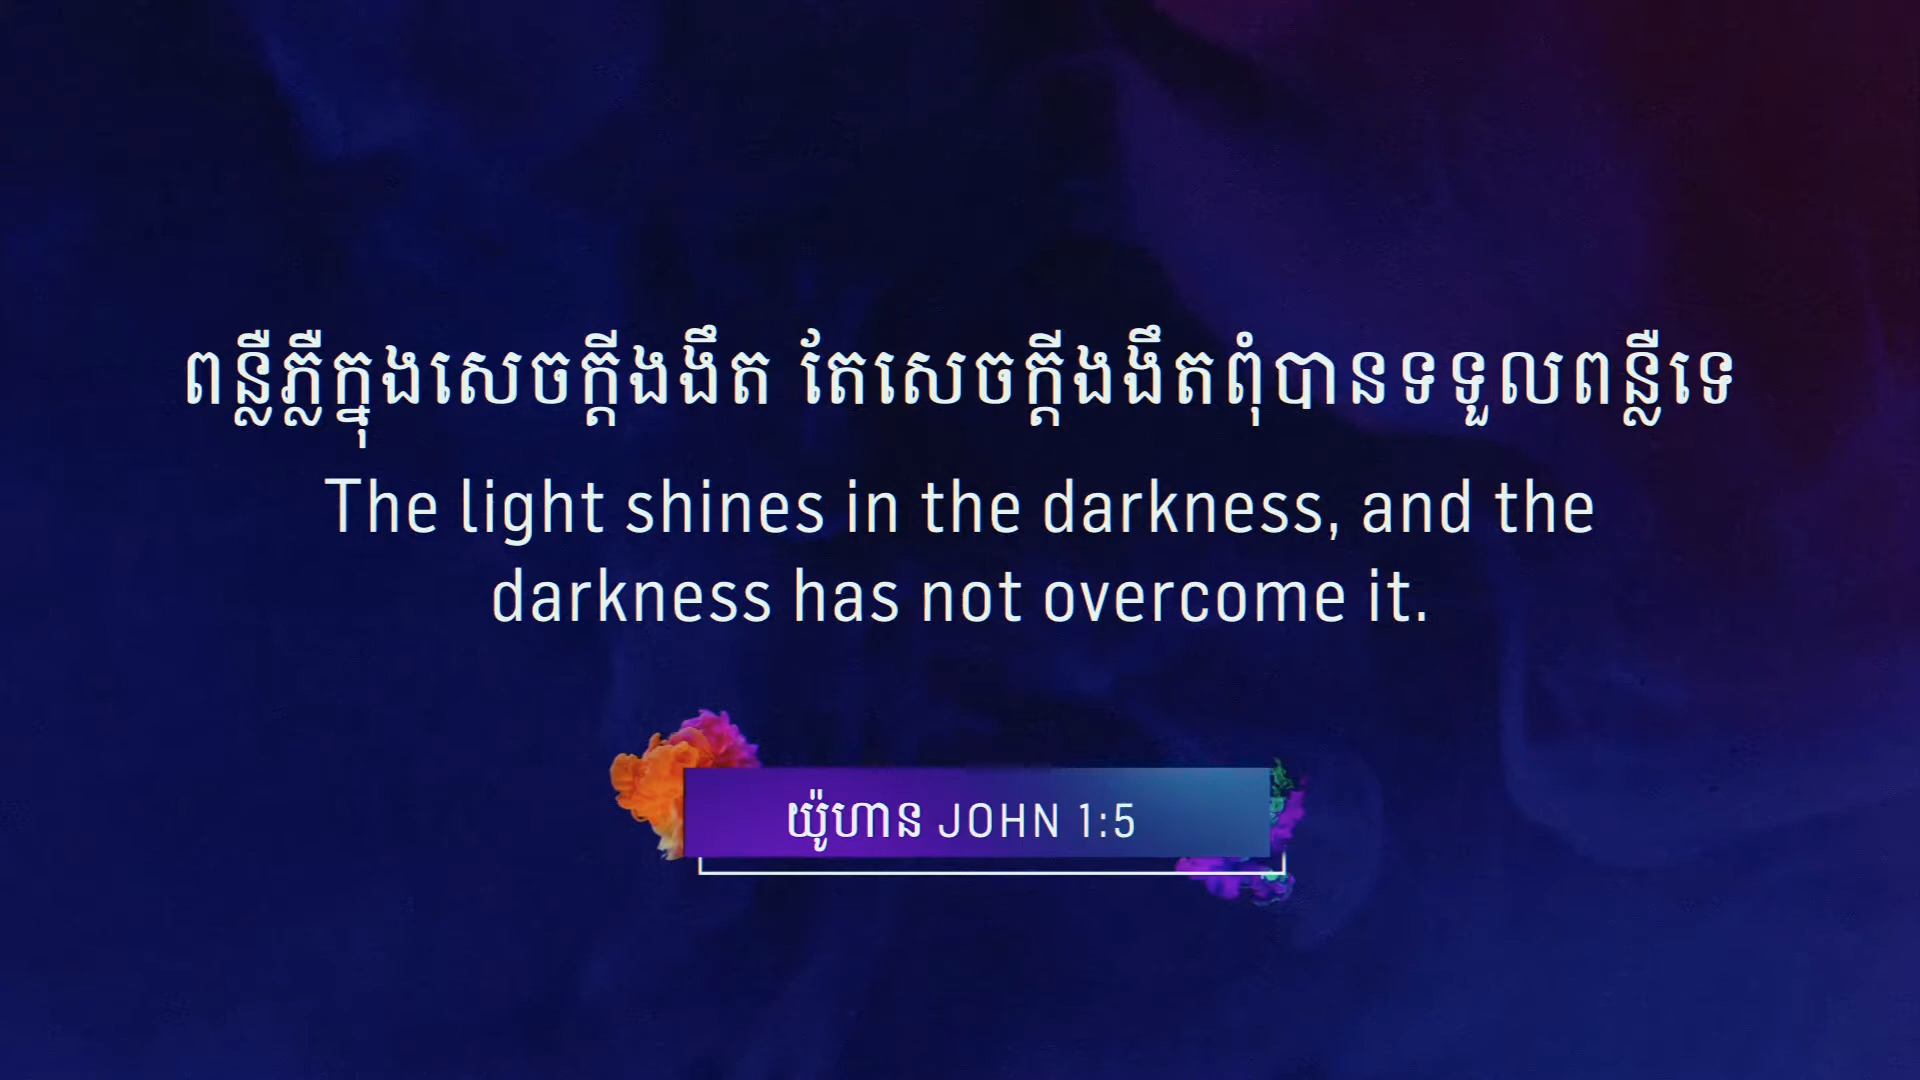 ពន្លឺភ្លឺក្នុងសេចក្ដីងងឹត តែសេចក្ដីងងឹតពុំបានទទួលពន្លឺទេ
The light shines in the darkness, and the
darkness has not overcome it.
យ៉ូហាន JOHN 1:5